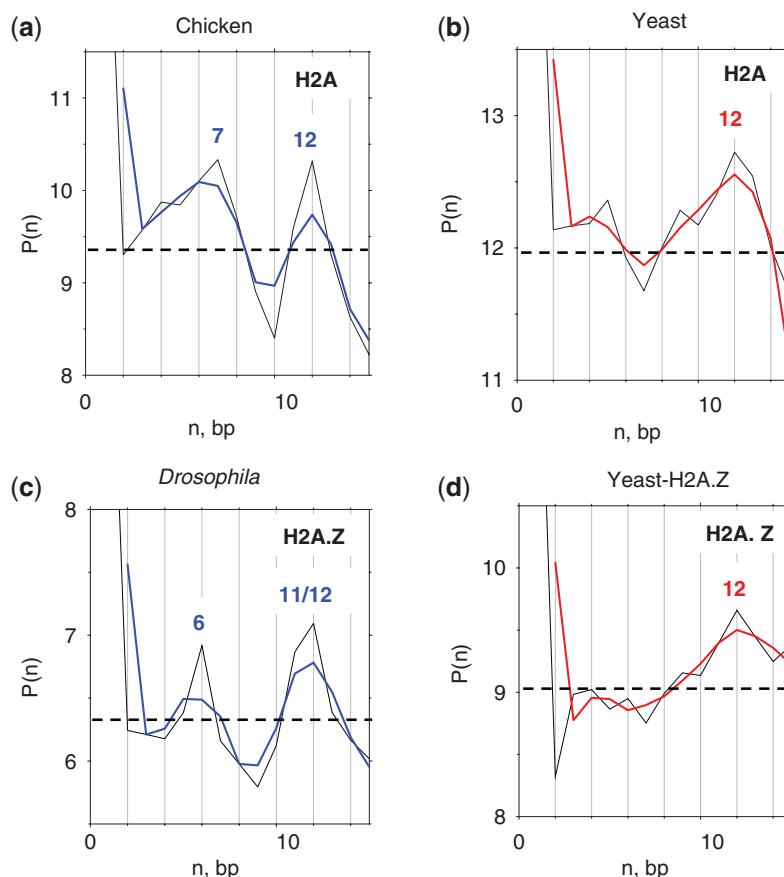 (a) Chicken
11
10
9
8
P(n)
H2A
7 12
0 10
n, bp
(b) Yeast
13
12
11
P(n)
H2A
12
0 10
n, bp
(c) Drosophila
8
7
6
P(n)
H2A.Z
6 11/12
0 10
n, bp
(d) Yeast-H2A.Z
10
9
8
P(n)
H2A. Z
12
0 10
n, bp